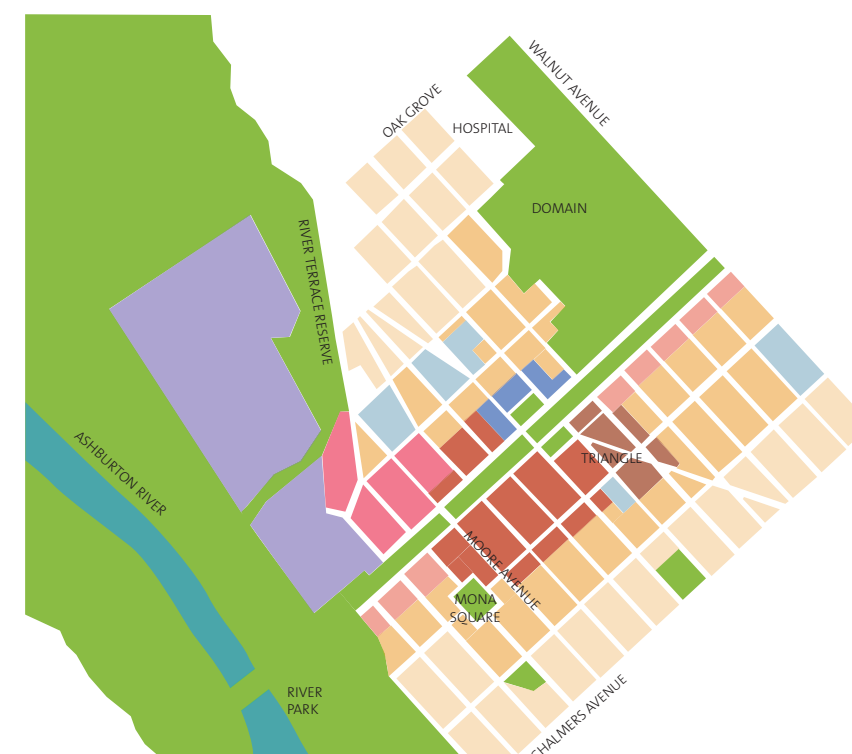 WALNUT AVENUE
OAK GROVE
HOSPITAL
DOMAIN
RIVER TERRACE RESERVE
ASHBURTON RIVER
TRIANGLE
MOORE AVENUE
MONA
SQUARE
RIVER
PARK
CHALMERS AVENUE